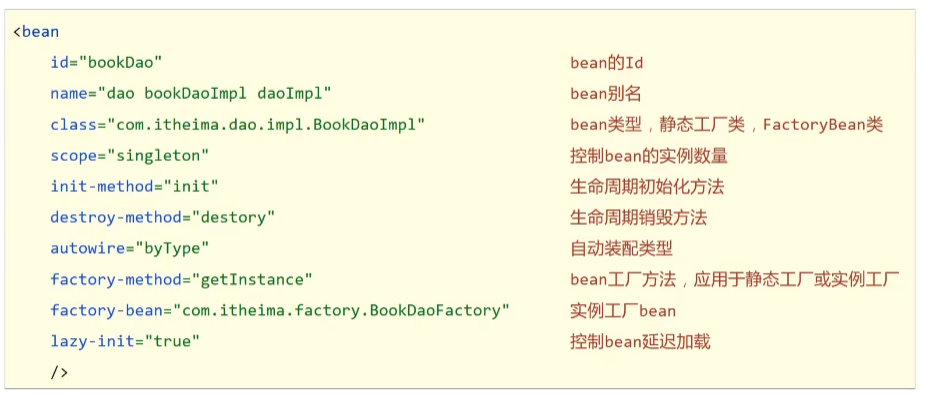 <bean
id="bookDao" bean的Id
name="dao bookDaoImpl daoImpl" bean别名
class="com.itheima.dao.impl.BookDaoImpl" bean类型，静态工厂类，FactoryBean类
scope="singleton" 控制bean的实例数量
init-method="init" 生命周期初始化方法
destroy-method="destory" 生命周期销毁方法
autowire="byType" 自动装配类型
factory-method="getInstance" bean工厂方法，应用于静态工厂或实例工厂
factory-bean="com.itheima.factory.BookDaoFactory" 实例工厂bean
lazy-init="true" 控制bean延迟加载
/>